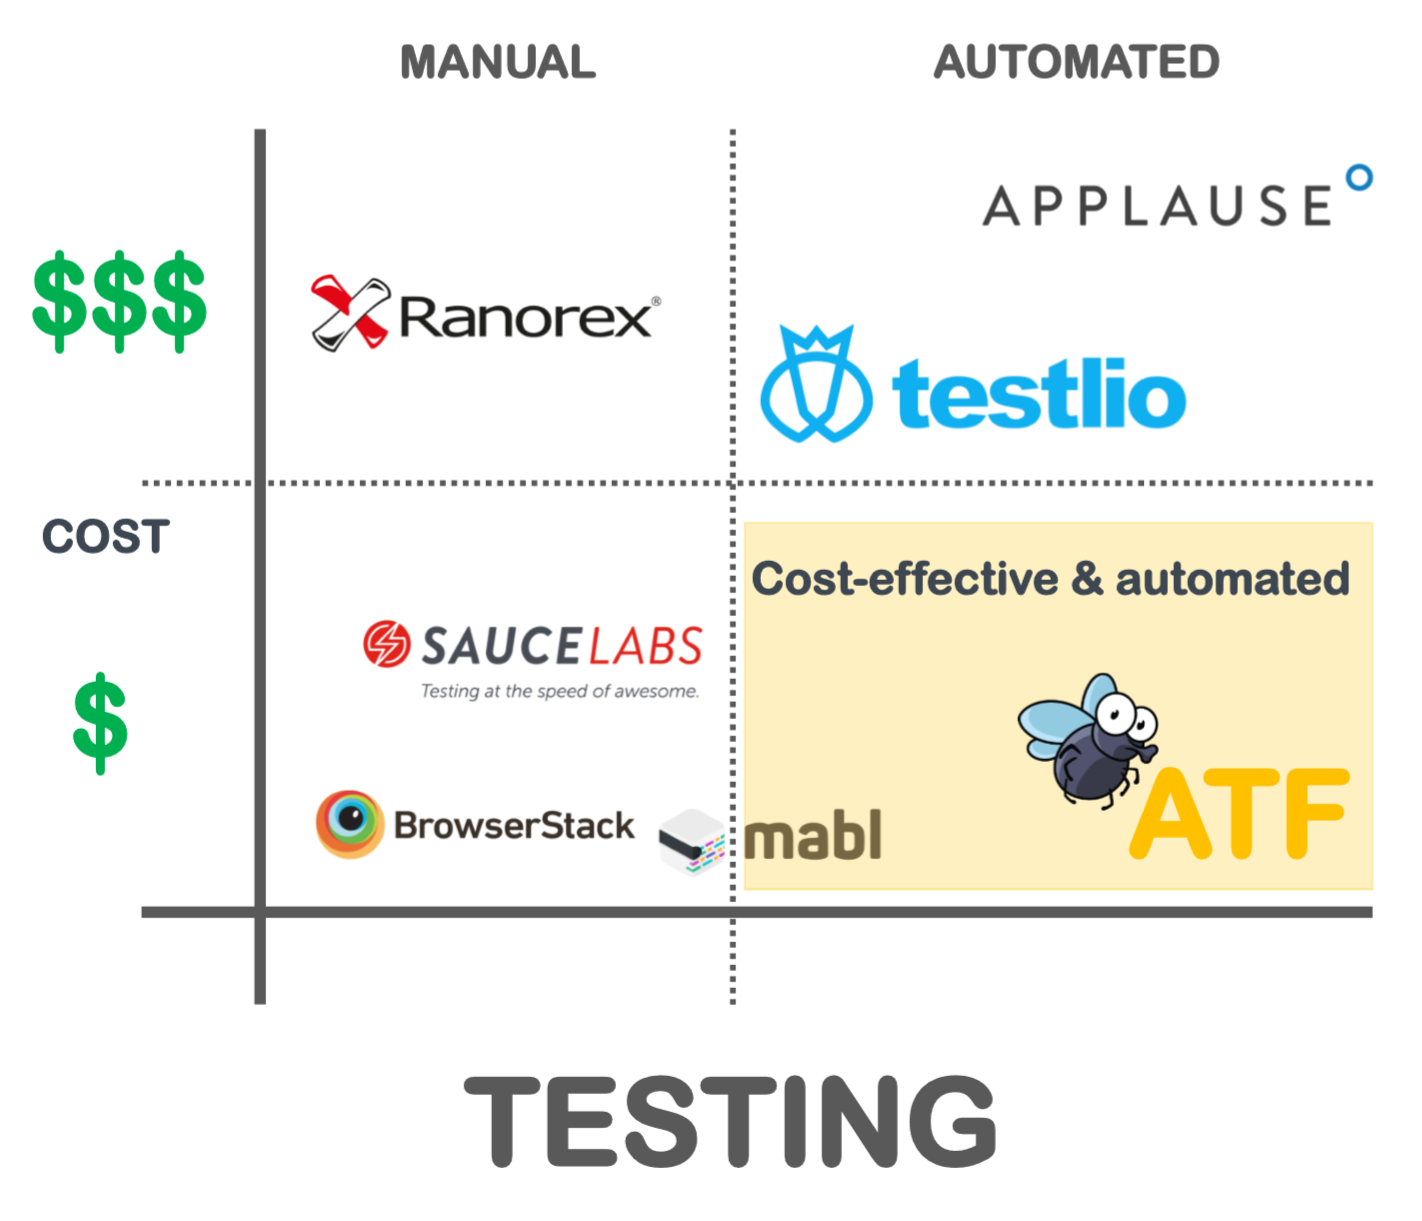 MANUAL
AUTOMATED
APPLAUSE
$$$
Ranorex®
testlio
COST
Cost-effective & automated
SAUCELABS
Testing at the speed of awesome.
$
ATF
BrowserStack
mabl
TESTING